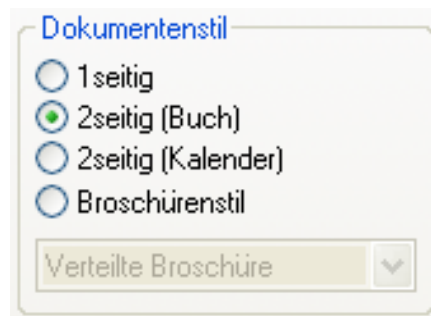 Dokumentenstil
1seitig
2seitig (Buch)
2seitig (Kalender)
Broschürenstil
Verteilte Broschüre